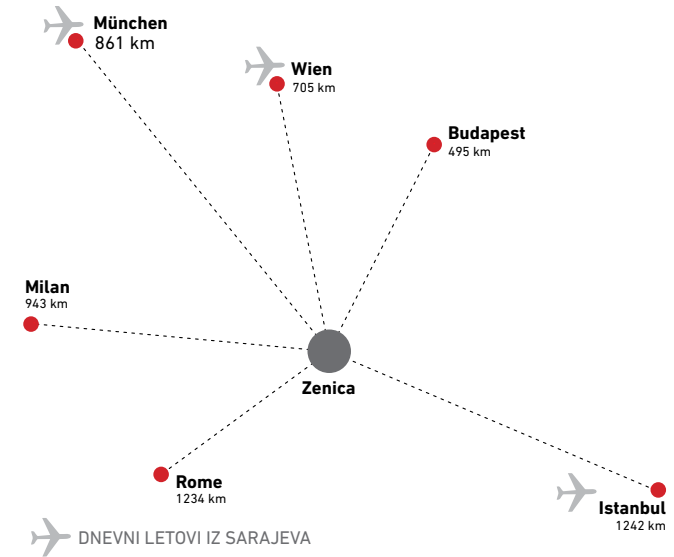 München
861 km
Wien
705 km
Budapest
495 km
Milan
943 km
Zenica
Rome
1234 km
Istanbul
1242 km
DNEVNI LETOVI IZ SARAJEVA